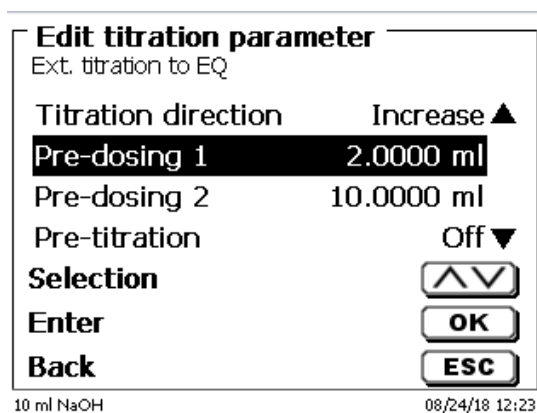 Edit titration parameter
Ext. titration to EQ
Titration direction Increase ▲
Pre-dosing 1 2.0000 ml
Pre-dosing 2 10.0000 ml
Pre-titration Off ▼
Selection
Enter OK
Back ESC
10 ml NaOH 08/24/18 12:23